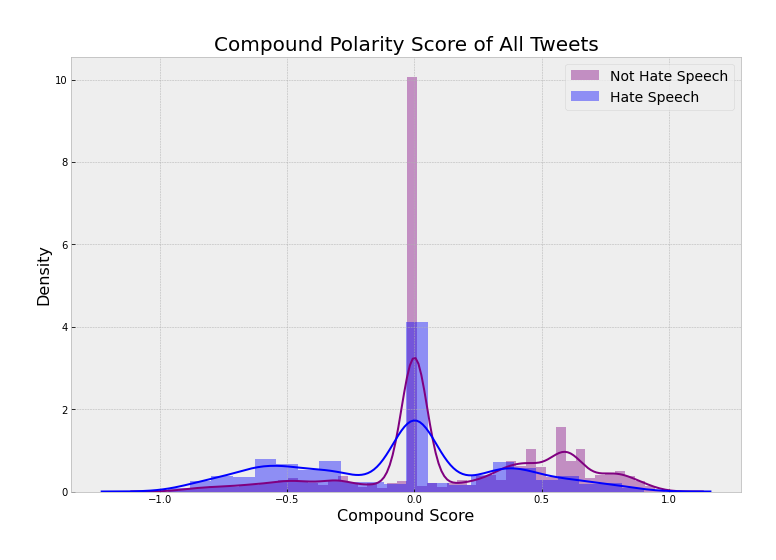 Compound Polarity Score of All Tweets
Not Hate Speech
Hate Speech
10
8
6
4
2
0
Density
−1.0 −0.5 0.0 0.5 1.0
Compound Score